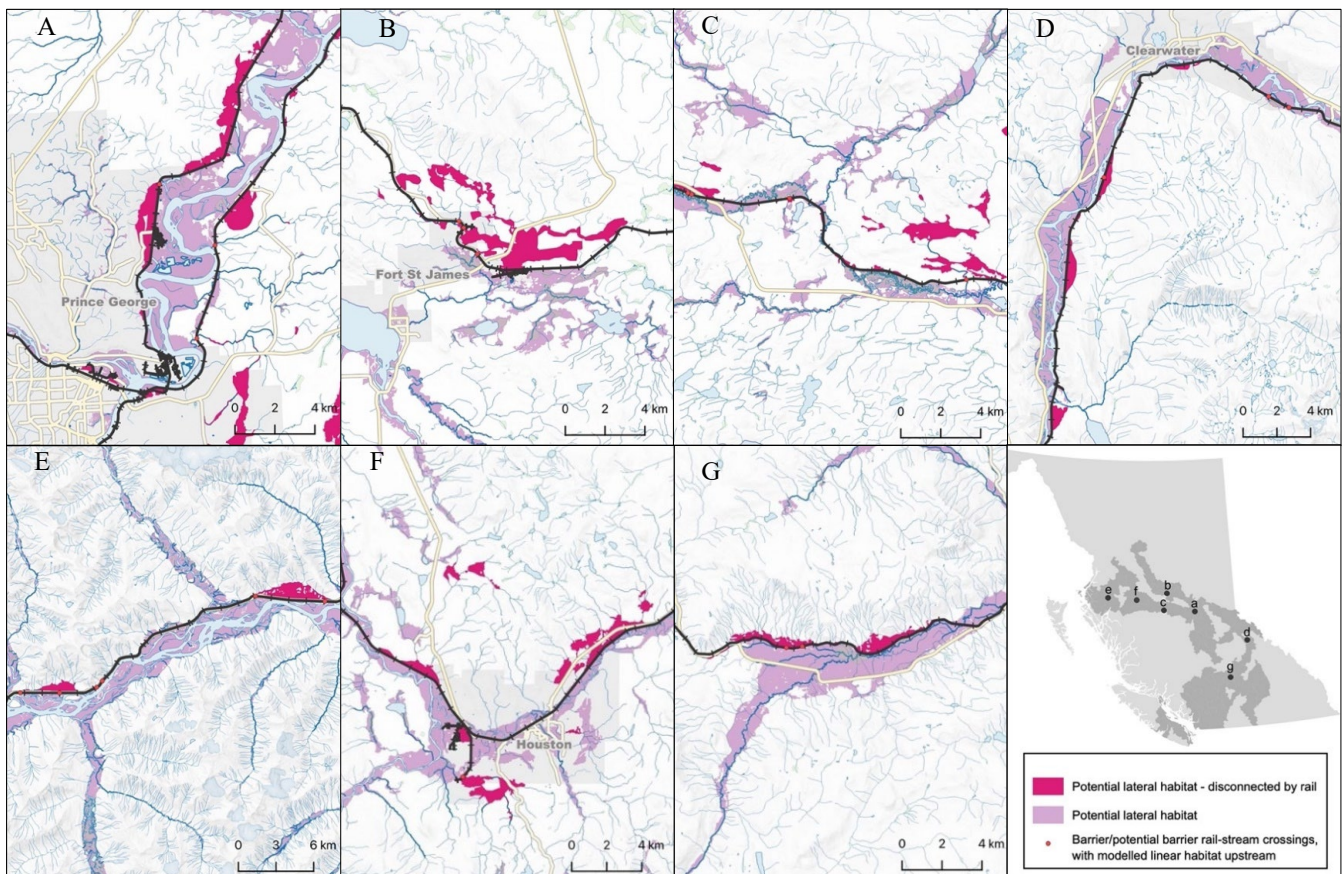 A
Prince George
0 2 4 km
B
Fort St James
0 2 4 km
C
0 2 4 km
D
Clearwater
0 2 4 km
E
0 3 6 km
F
Houston
0 2 4 km
G
0 2 4 km
e
f
b
c
a
d
g
Potential lateral habitat - disconnected by rail
Potential lateral habitat
Barrier/potential barrier rail-stream crossings,
with modelled linear habitat upstream